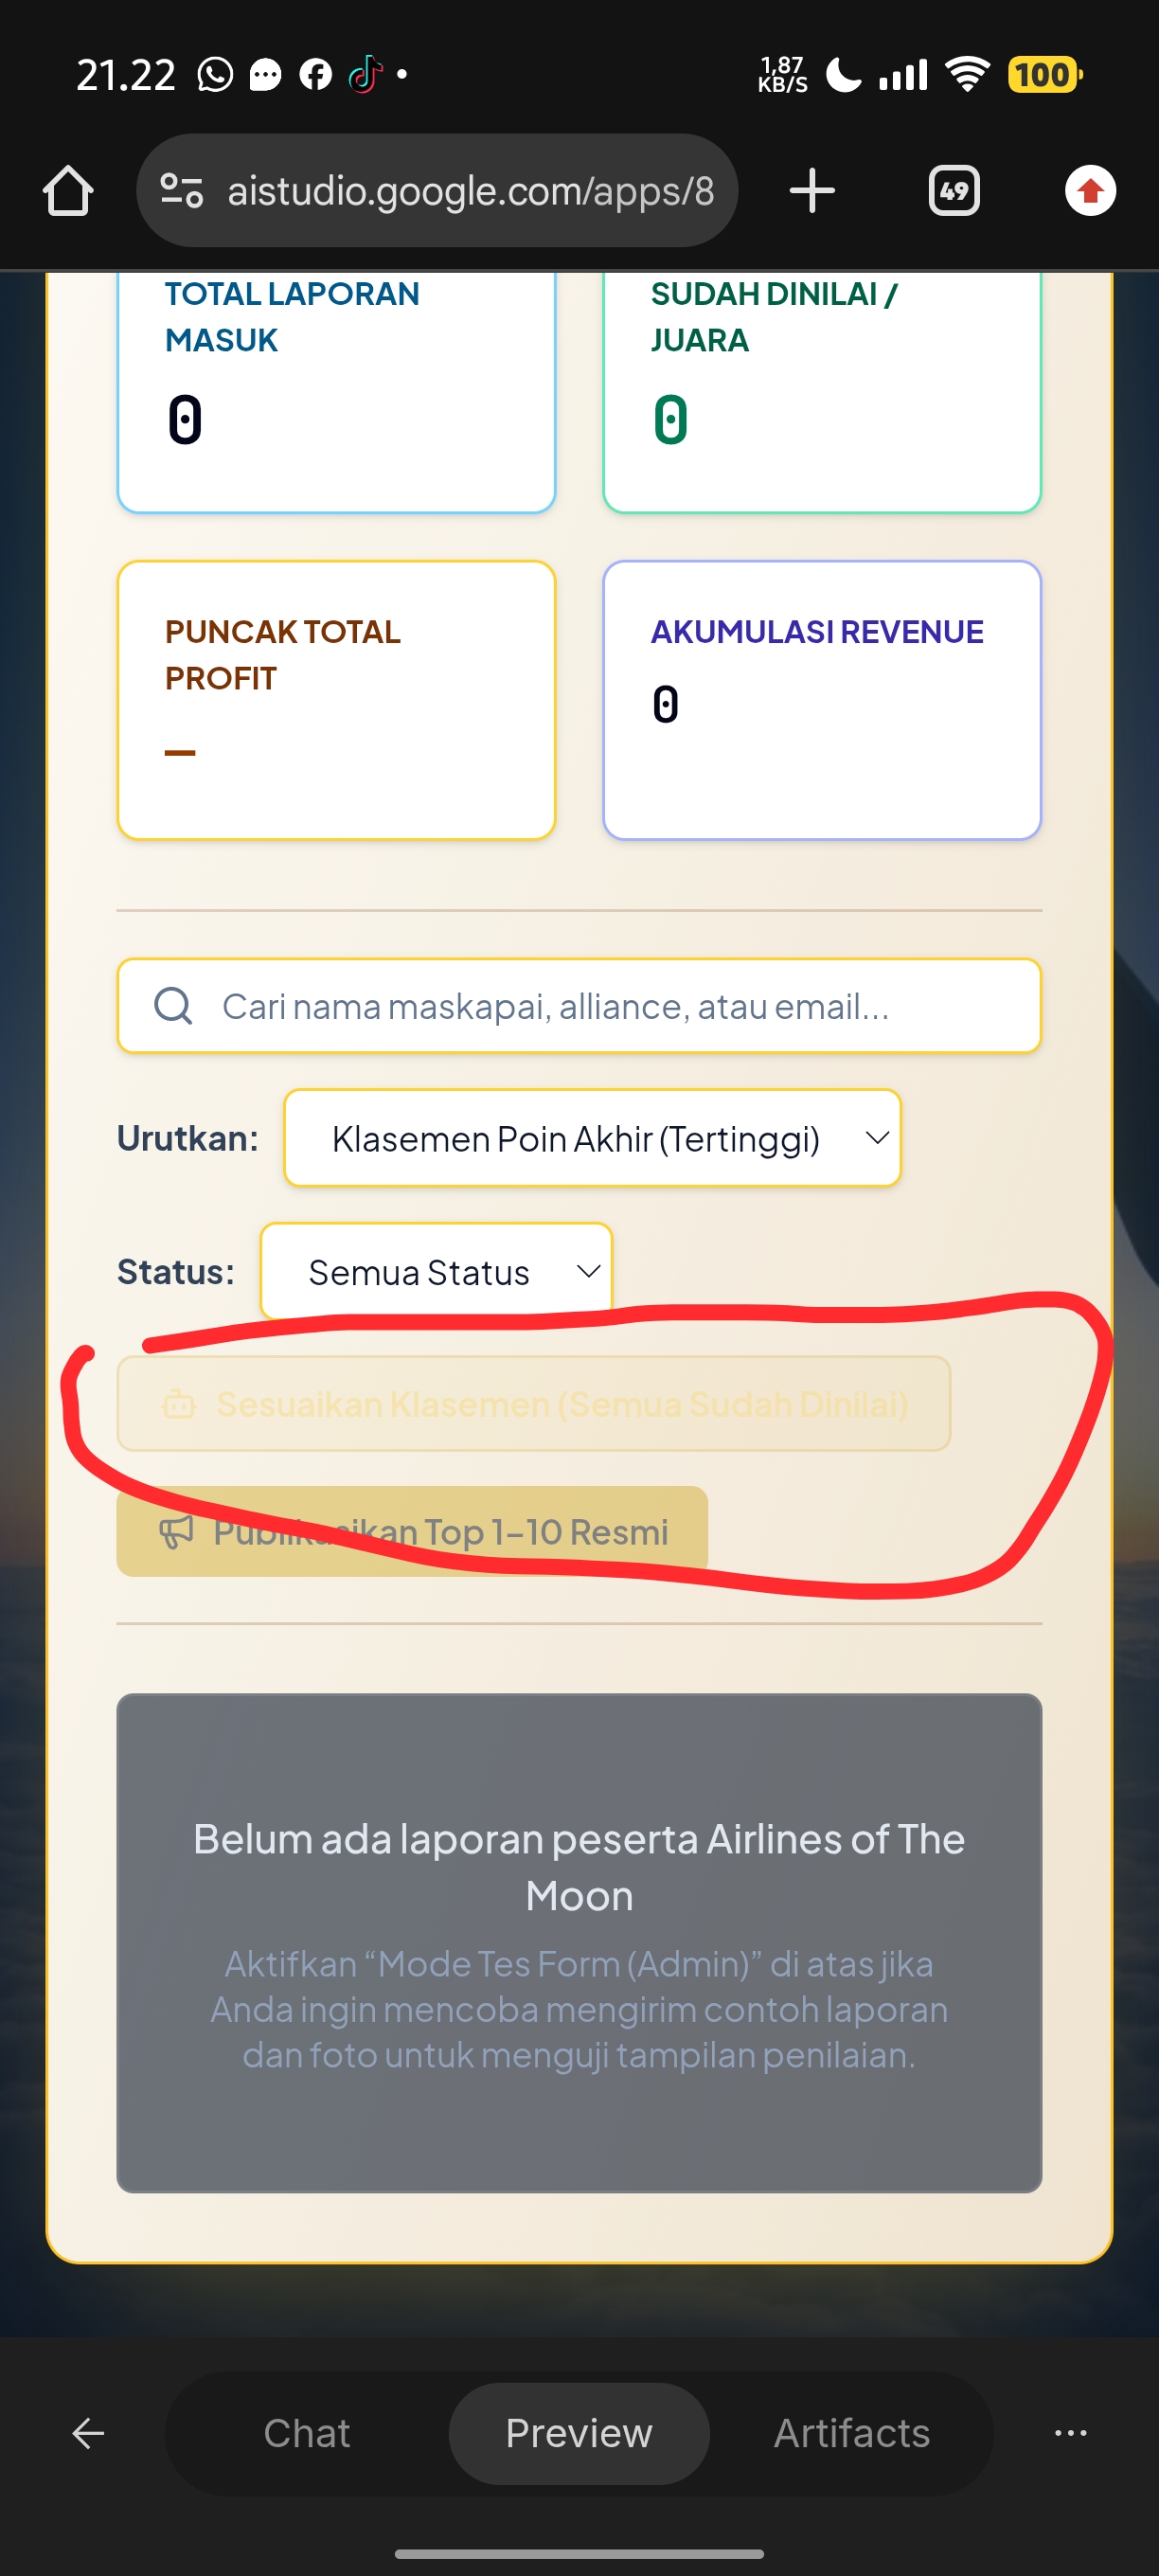 21.22
1,87
KB/S
100
aistudio.google.com/apps/8
49
TOTAL LAPORAN
MASUK
0
SUDAH DINILAI /
JUARA
0
PUNCAK TOTAL
PROFIT
—
AKUMULASI REVENUE
0
Cari nama maskapai, alliance, atau email...
Urutkan:
Klasemen Poin Akhir (Tertinggi)
Status:
Semua Status
Sesuaikan Klasemen (Semua Sudah Dinilai)
Publikasikan Top 1–10 Resmi
Belum ada laporan peserta Airlines of The
Moon
Aktifkan “Mode Tes Form (Admin)” di atas jika
Anda ingin mencoba mengirim contoh laporan
dan foto untuk menguji tampilan penilaian.
Chat
Preview
Artifacts